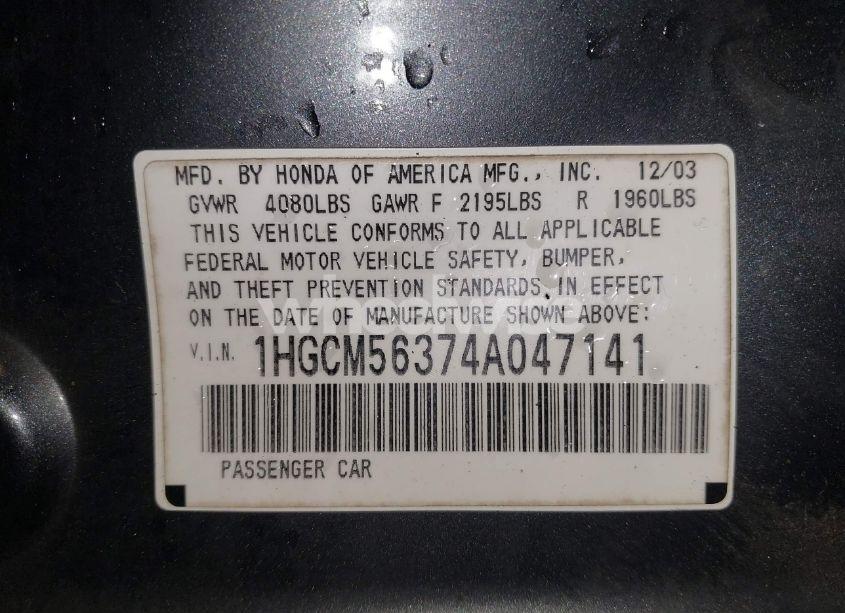 MFD. BY HONDA OF AMERICA MFG., INC. 12/03
GVWR 4080LBS GAWR F 2195LBS R 1960LBS
THIS VEHICLE CONFORMS TO ALL APPLICABLE
FEDERAL MOTOR VEHICLE SAFETY, BUMPER,
AND THEFT PREVENTION STANDARDS IN EFFECT
ON THE DATE OF MANUFACTURE SHOWN ABOVE:
V.I.N. 1HGCM56374A047141
PASSENGER CAR